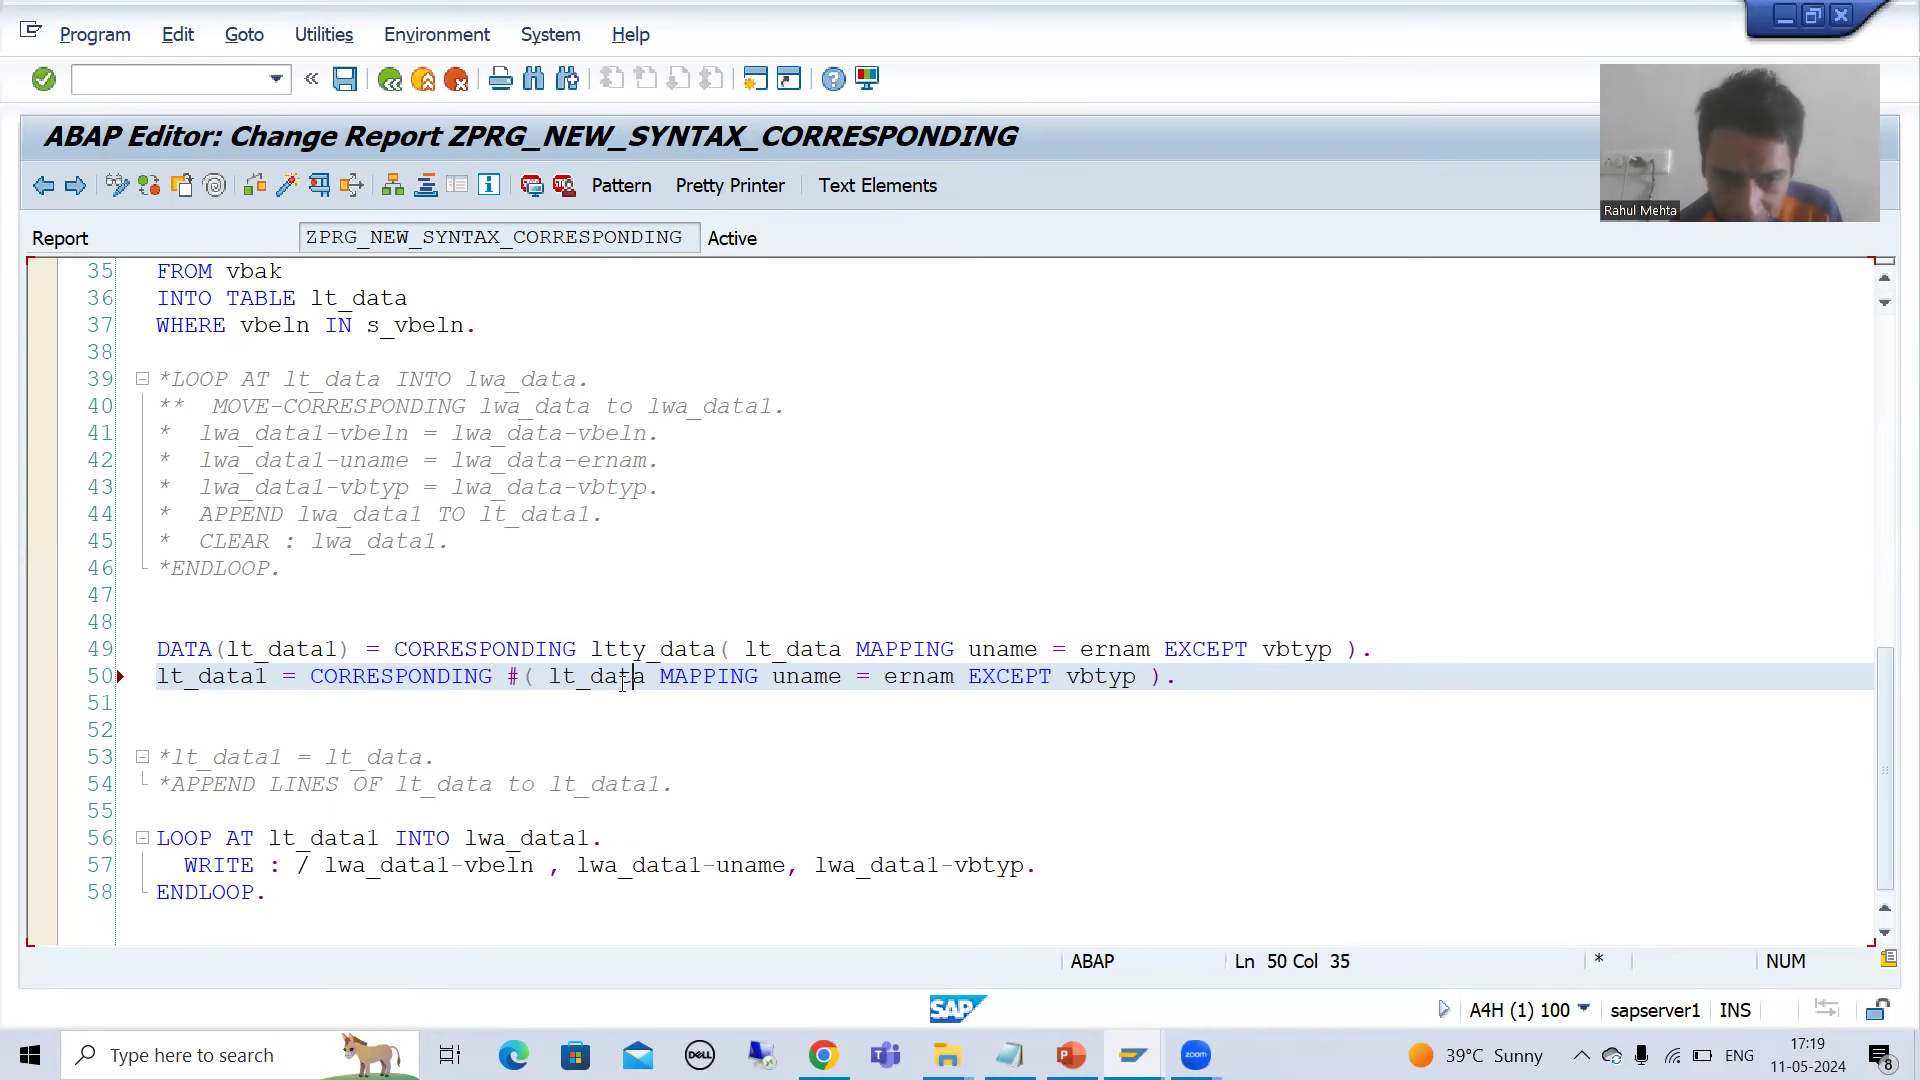 Program Edit Goto Utilities Environment System Help
ABAP Editor: Change Report ZPRG_NEW_SYNTAX_CORRESPONDING
Pattern Pretty Printer Text Elements
Report ZPRG_NEW_SYNTAX_CORRESPONDING Active
Rahul Mehta
35 FROM vbak
36 INTO TABLE lt_data
37 WHERE vbeln IN s_vbeln.
38
39 *LOOP AT lt_data INTO lwa_data.
40 ** MOVE-CORRESPONDING lwa_data to lwa_data1.
41 * lwa_data1-vbeln = lwa_data-vbeln.
42 * lwa_data1-uname = lwa_data-ernam.
43 * lwa_data1-vbtyp = lwa_data-vbtyp.
44 * APPEND lwa_data1 TO lt_data1.
45 * CLEAR : lwa_data1.
46 *ENDLOOP.
47
48
49 DATA(lt_data1) = CORRESPONDING ltty_data( lt_data MAPPING uname = ernam EXCEPT vbtyp ).
50 lt_data1 = CORRESPONDING #( lt_data MAPPING uname = ernam EXCEPT vbtyp ).
51
52
53 *lt_data1 = lt_data.
54 *APPEND LINES OF lt_data to lt_data1.
55
56 LOOP AT lt_data1 INTO lwa_data1.
57 WRITE : / lwa_data1-vbeln , lwa_data1-uname, lwa_data1-vbtyp.
58 ENDLOOP.
ABAP Ln 50 Col 35 * NUM
SAP A4H (1) 100 sapserver1 INS
Type here to search DELL zoom 39°C Sunny ENG 17:19
11-05-2024 8